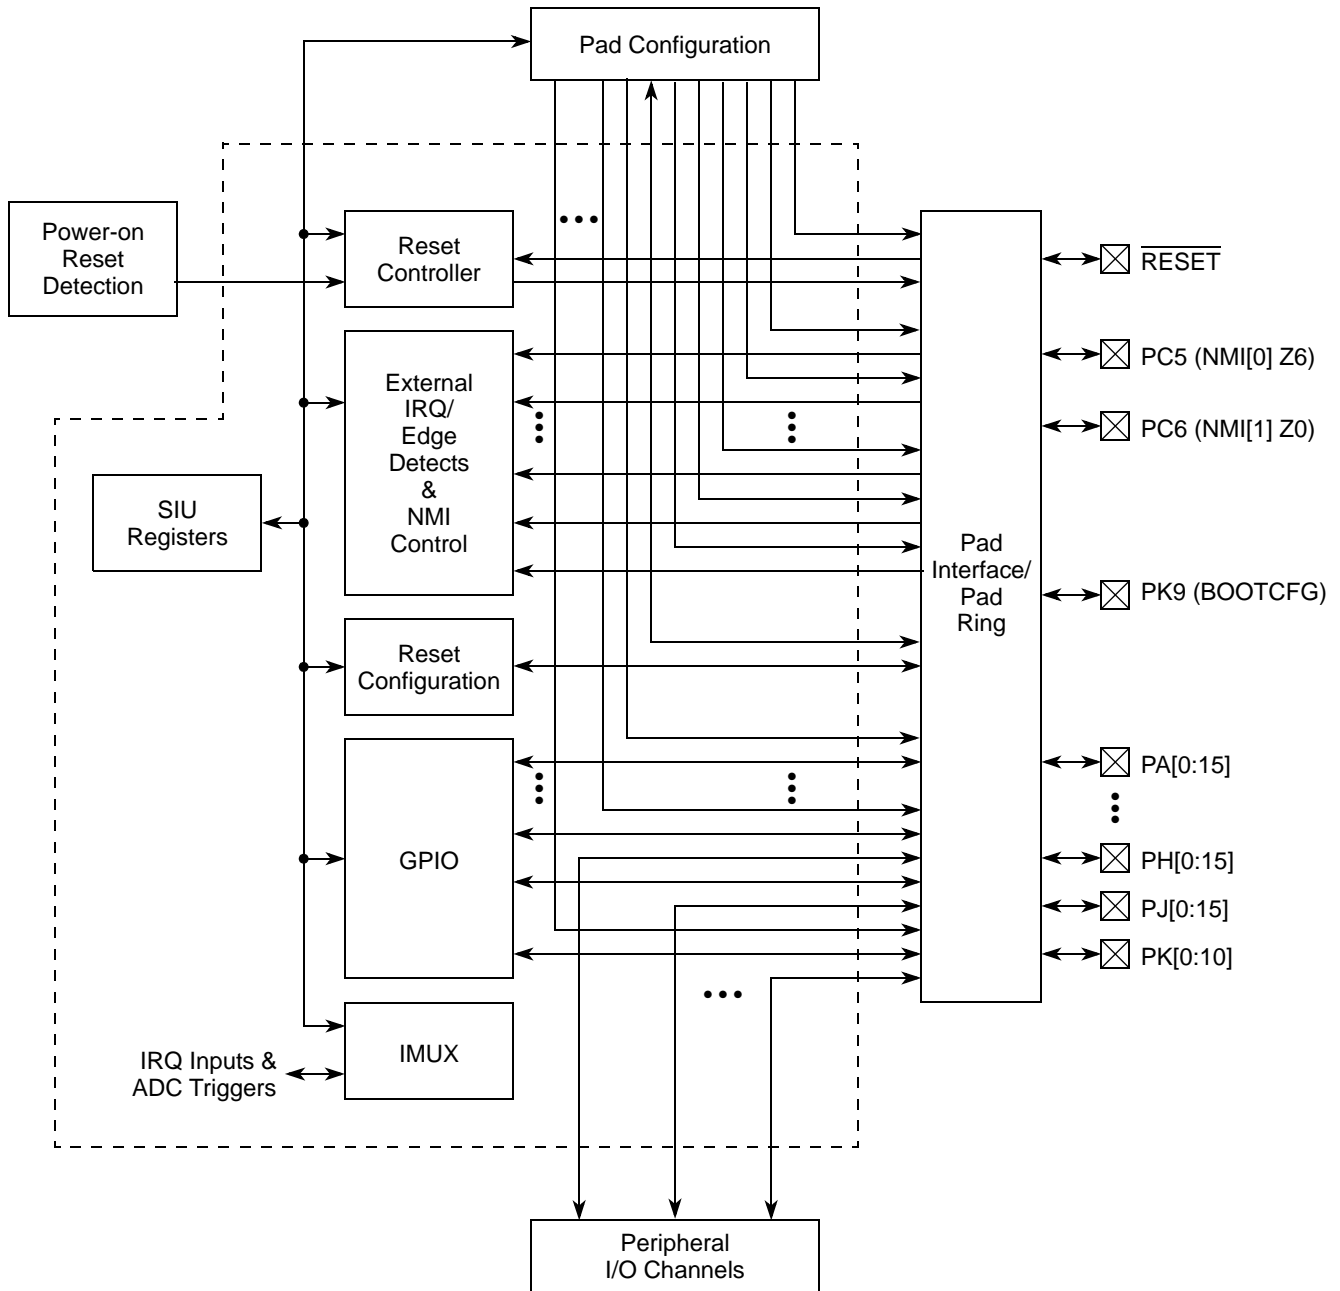 Pad Configuration
Power-on
Reset
Detection
Reset
Controller
RESET
External
IRQ/
Edge
Detects
&
NMI
Control
PC5 (NMI[0] Z6)
PC6 (NMI[1] Z0)
SIU
Registers
Pad
Interface/
Pad
Ring
PK9 (BOOTCFG)
Reset
Configuration
PA[0:15]
GPIO
PH[0:15]
PJ[0:15]
PK[0:10]
IMUX
IRQ Inputs &
ADC Triggers
Peripheral
I/O Channels